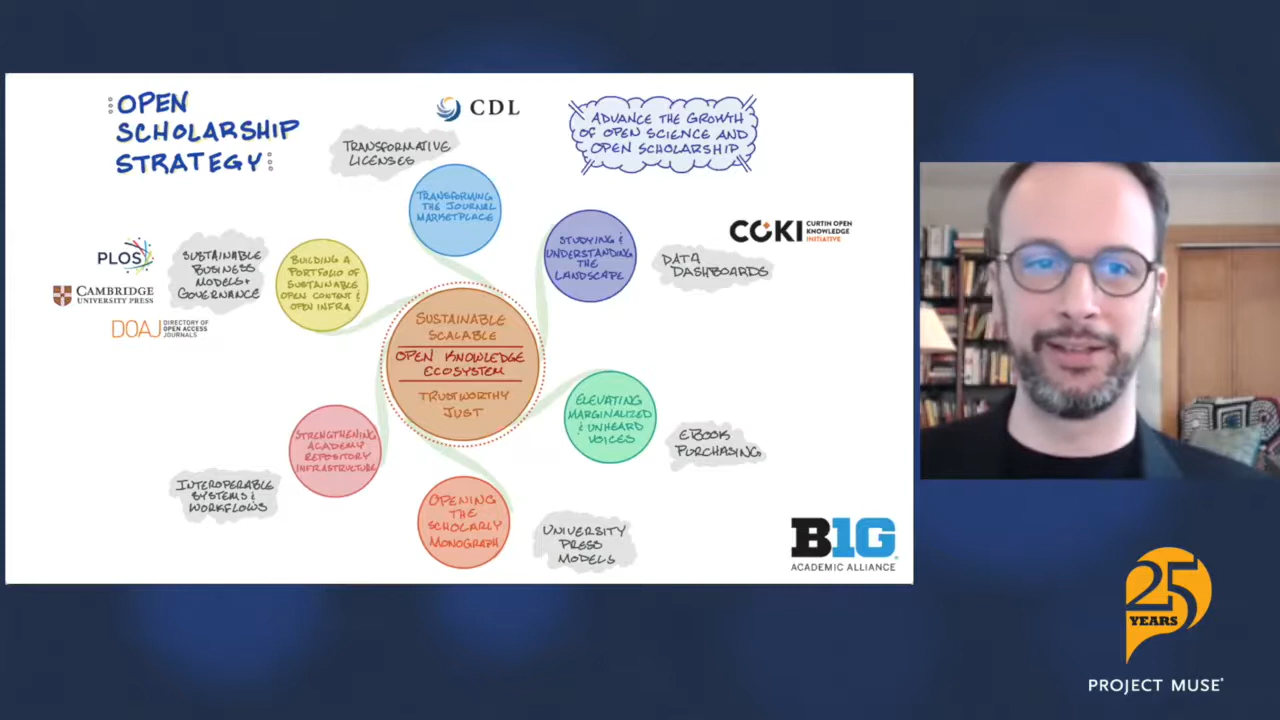 OPEN
SCHOLARSHIP
STRATEGY
CDL
ADVANCE THE GROWTH
OF OPEN SCIENCE AND
OPEN SCHOLARSHIP
TRANSFORMATIVE
LICENSES
TRANSFORMING
THE JOURNAL
MARKETPLACE
STUDYING &
UNDERSTANDING
THE
LANDSCAPE
COKI
CURTIN OPEN
KNOWLEDGE
INITIATIVE
DATA
DASHBOARDS
PLOS
CAMBRIDGE
UNIVERSITY PRESS
DOAJ
DIRECTORY OF
OPEN ACCESS
JOURNALS
SUSTAINABLE
BUSINESS
MODELS +
GOVERNANCE
BUILDING A
PORTFOLIO OF
SUSTAINABLE
OPEN CONTENT &
OPEN INFRA
SUSTAINABLE
SCALABLE
OPEN KNOWLEDGE
ECOSYSTEM
TRUSTWORTHY
JUST
ELEVATING
MARGINALIZED
& UNHEARD
VOICES
EBOOK
PURCHASING
STRENGTHENING
ACADEMY
REPOSITORY
INFRASTRUCTURE
INTEROPERABLE
SYSTEMS &
WORKFLOWS
OPENING
THE
SCHOLARLY
MONOGRAPH
UNIVERSITY
PRESS
MODELS
B1G
ACADEMIC ALLIANCE
25
YEARS
PROJECT MUSE